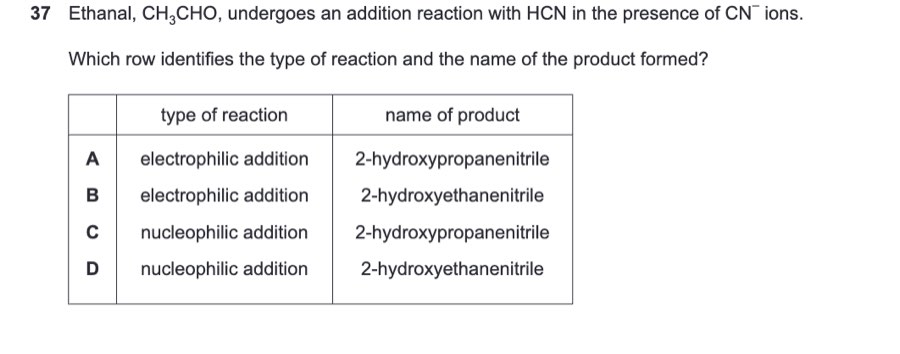 37 Ethanal, CH₃CHO, undergoes an addition reaction with HCN in the presence of CN⁻ ions.
Which row identifies the type of reaction and the name of the product formed?
type of reaction name of product
A electrophilic addition 2-hydroxypropanenitrile
B electrophilic addition 2-hydroxyethanenitrile
C nucleophilic addition 2-hydroxypropanenitrile
D nucleophilic addition 2-hydroxyethanenitrile